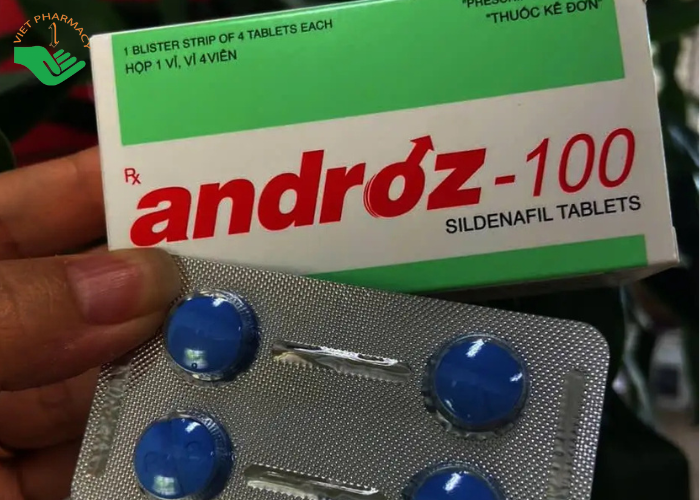 VIET PHARMACY
1 BLISTER STRIP OF 4 TABLETS EACH
HỘP 1 VỈ, VỈ 4 VIÊN
"THUỐC KÊ ĐƠN"
Rx
andróz-100
SILDENAFIL TABLETS